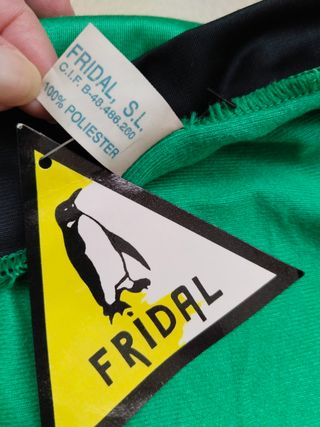 FRIDAL, S.L.
C.I.F. B-48.486.260
100% POLIESTER
FRIDAL